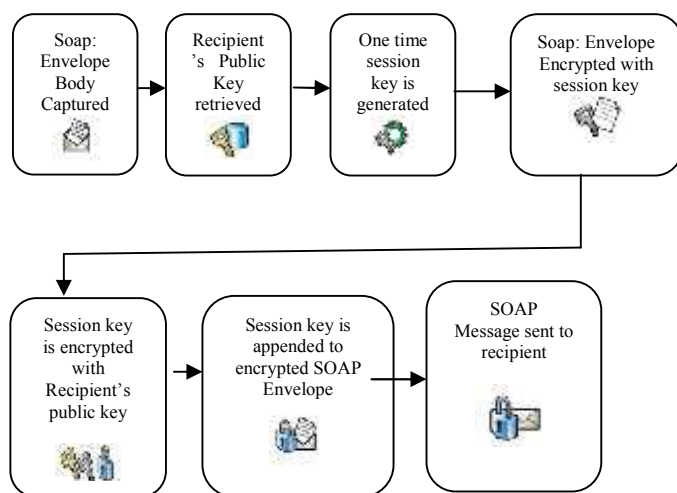 Soap:
Envelope
Body
Captured
Recipient
's Public
Key
retrieved
One time
session
key is
generated
Soap: Envelope
Encrypted with
session key
Session key
is encrypted
with
Recipient's
public key
Session key is
appended to
encrypted SOAP
Envelope
SOAP
Message sent to
recipient